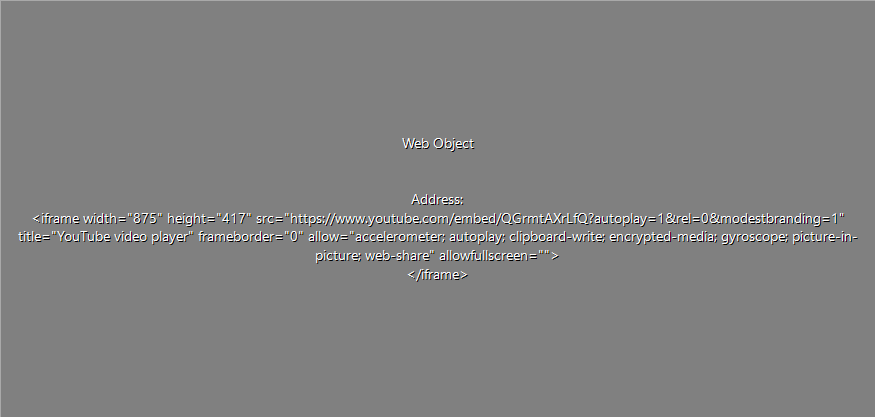 Web Object
Address:
<iframe width="875" height="417" src="https://www.youtube.com/embed/QGrmtAXrLfQ?autoplay=1&rel=0&modestbranding=1"
title="YouTube video player" frameborder="0" allow="accelerometer; autoplay; clipboard-write; encrypted-media; gyroscope; picture-in-
picture; web-share" allowfullscreen="">
</iframe>